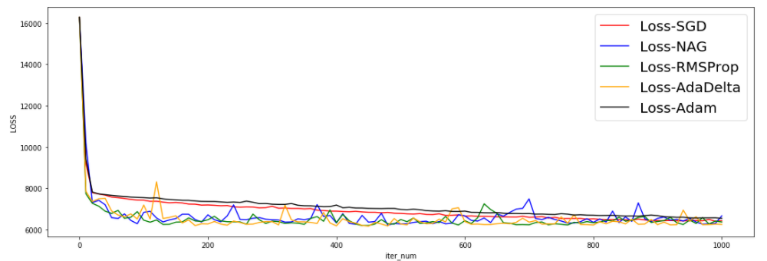 Loss-SGD
Loss-NAG
Loss-RMSProp
Loss-AdaDelta
Loss-Adam
16000
14000
12000
10000
8000
6000
LOSS
0
200
400
600
800
1000
iter_num